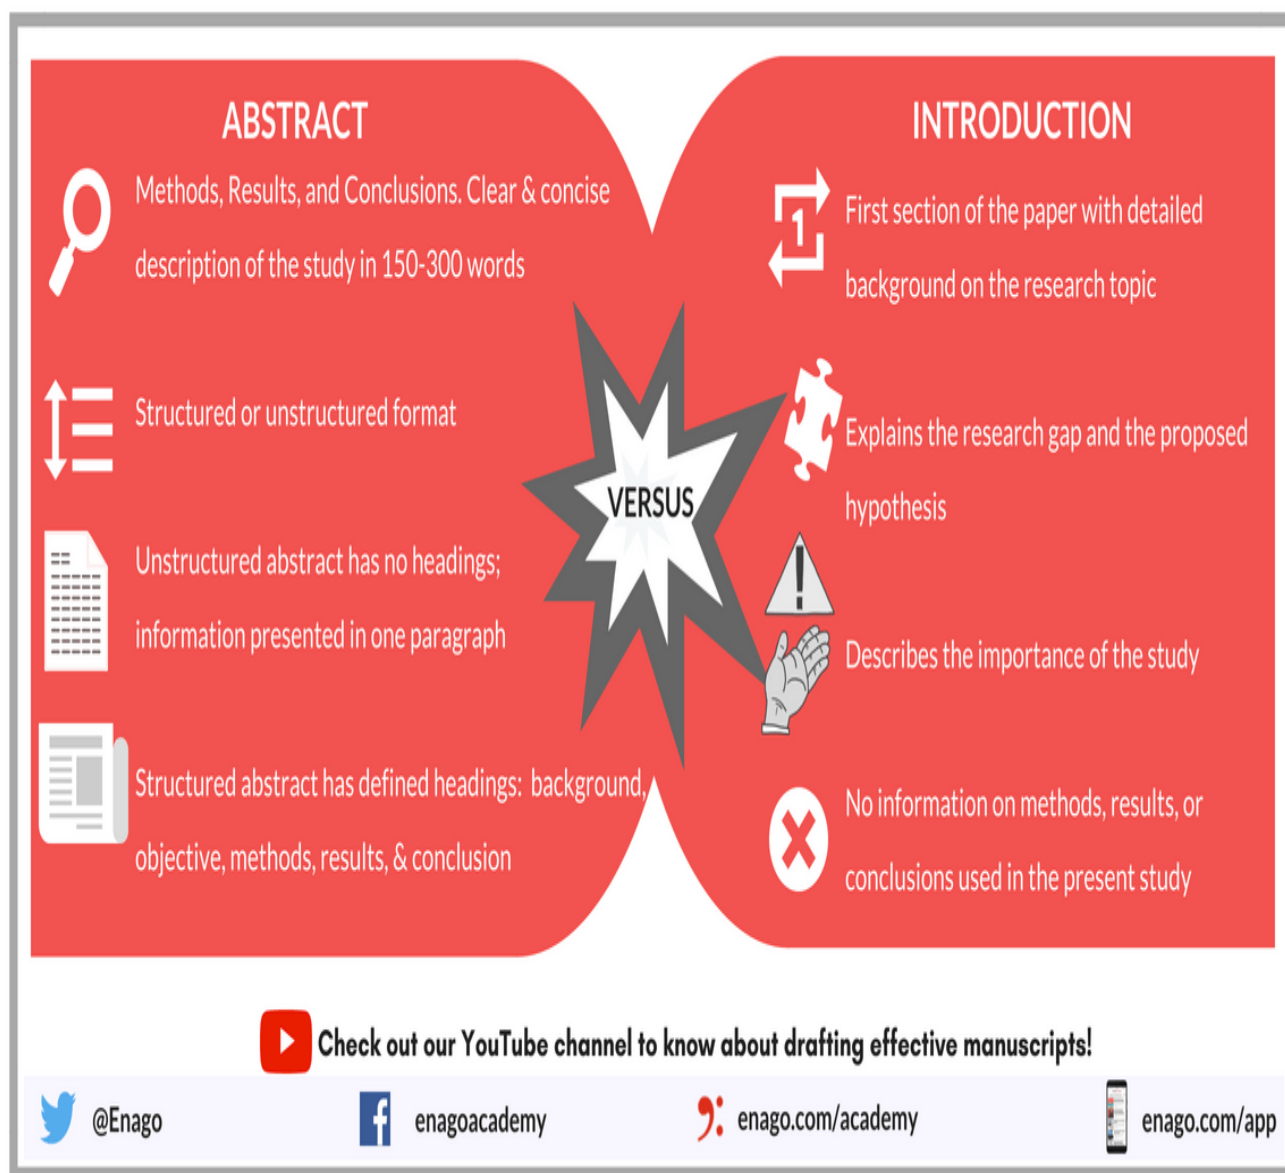 ABSTRACT
Methods, Results, and Conclusions. Clear & concise
description of the study in 150-300 words
Structured or unstructured format
Unstructured abstract has no headings;
information presented in one paragraph
Structured abstract has defined headings: background,
objective, methods, results, & conclusion
VERSUS
INTRODUCTION
1
First section of the paper with detailed
background on the research topic
Explains the research gap and the proposed
hypothesis
!
Describes the importance of the study
No information on methods, results, or
conclusions used in the present study
Check out our YouTube channel to know about drafting effective manuscripts!
@Enago
enagoacademy
enago.com/academy
enago.com/app